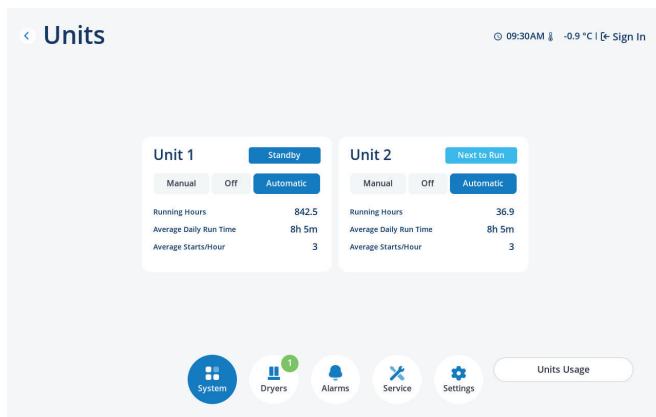 Units
09:30AM -0.9 °C | Sign In
Unit 1 Standby
Manual Off Automatic
Running Hours 842.5
Average Daily Run Time 8h 5m
Average Starts/Hour 3
Unit 2 Next to Run
Manual Off Automatic
Running Hours 36.9
Average Daily Run Time 8h 5m
Average Starts/Hour 3
System
1
Dryers
Alarms
Service
Settings
Units Usage